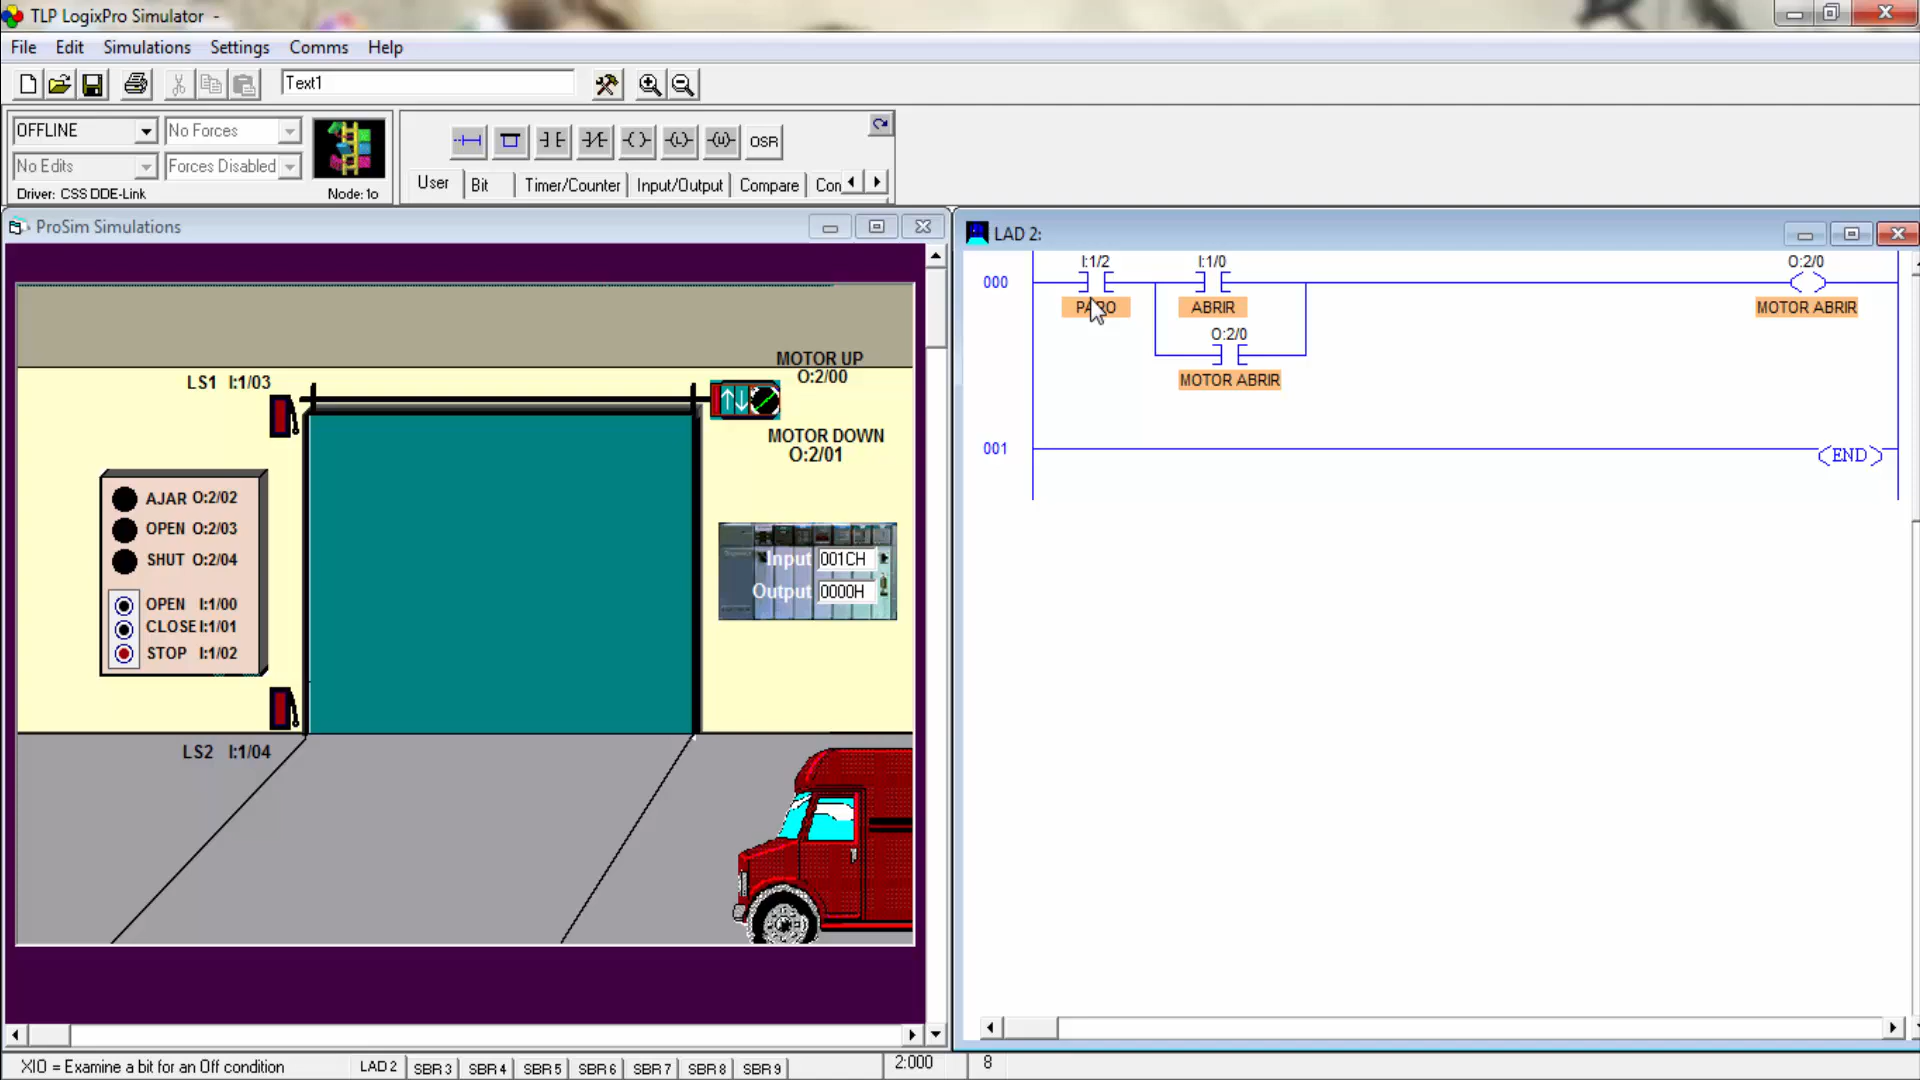 TLP LogixPro Simulator -
File Edit Simulations Settings Comms Help
Text1
OFFLINE No Forces
No Edits Forces Disabled
Driver: CSS DDE-Link Node: 1o
OSR
User Bit Timer/Counter Input/Output Compare Con
ProSim Simulations
LS1 I:1/03
MOTOR UP
O:2/00
MOTOR DOWN
O:2/01
AJAR O:2/02
OPEN O:2/03
SHUT O:2/04
OPEN I:1/00
CLOSE I:1/01
STOP I:1/02
Input 001CH
Output 0000H
LS2 I:1/04
LAD 2:
I:1/2 I:1/0 O:2/0
000
ABRIR MOTOR ABRIR
O:2/0
MOTOR ABRIR
001
END
XIO = Examine a bit for an Off condition LAD 2 SBR 3 SBR 4 SBR 5 SBR 6 SBR 7 SBR 8 SBR 9 2:000 8